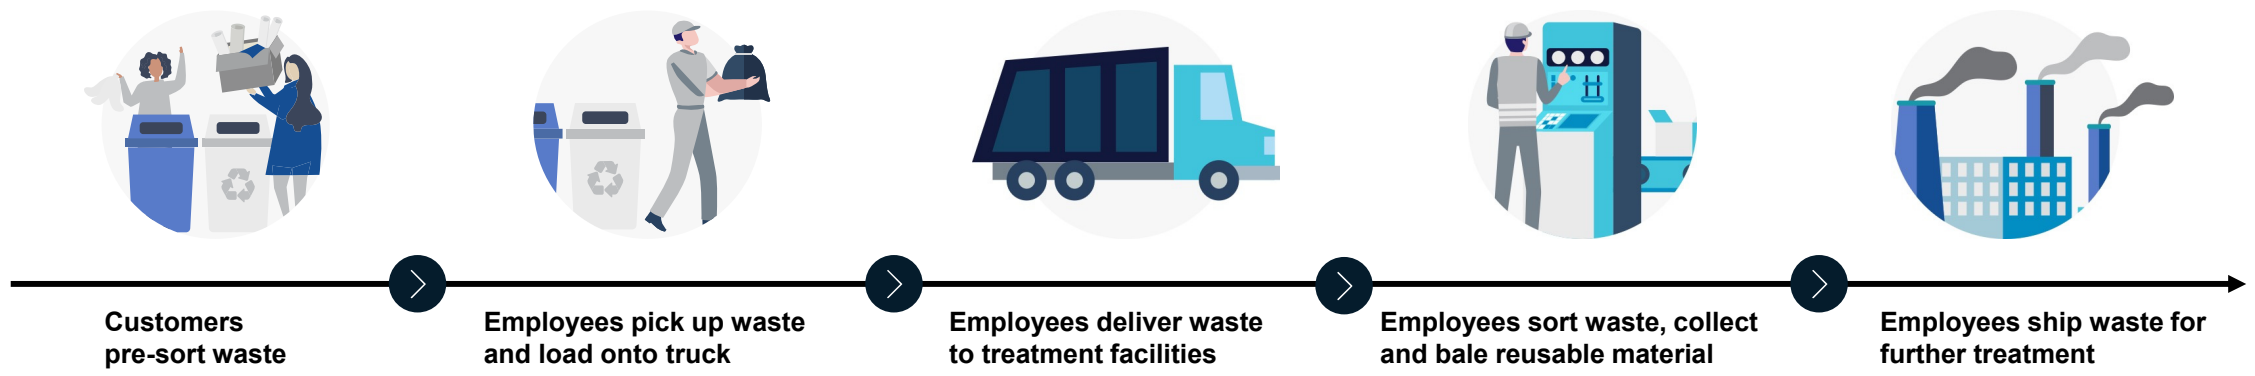 Customers
pre-sort waste
Employees pick up waste
and load onto truck
Employees deliver waste
to treatment facilities
Employees sort waste, collect
and bale reusable material
Employees ship waste for
further treatment